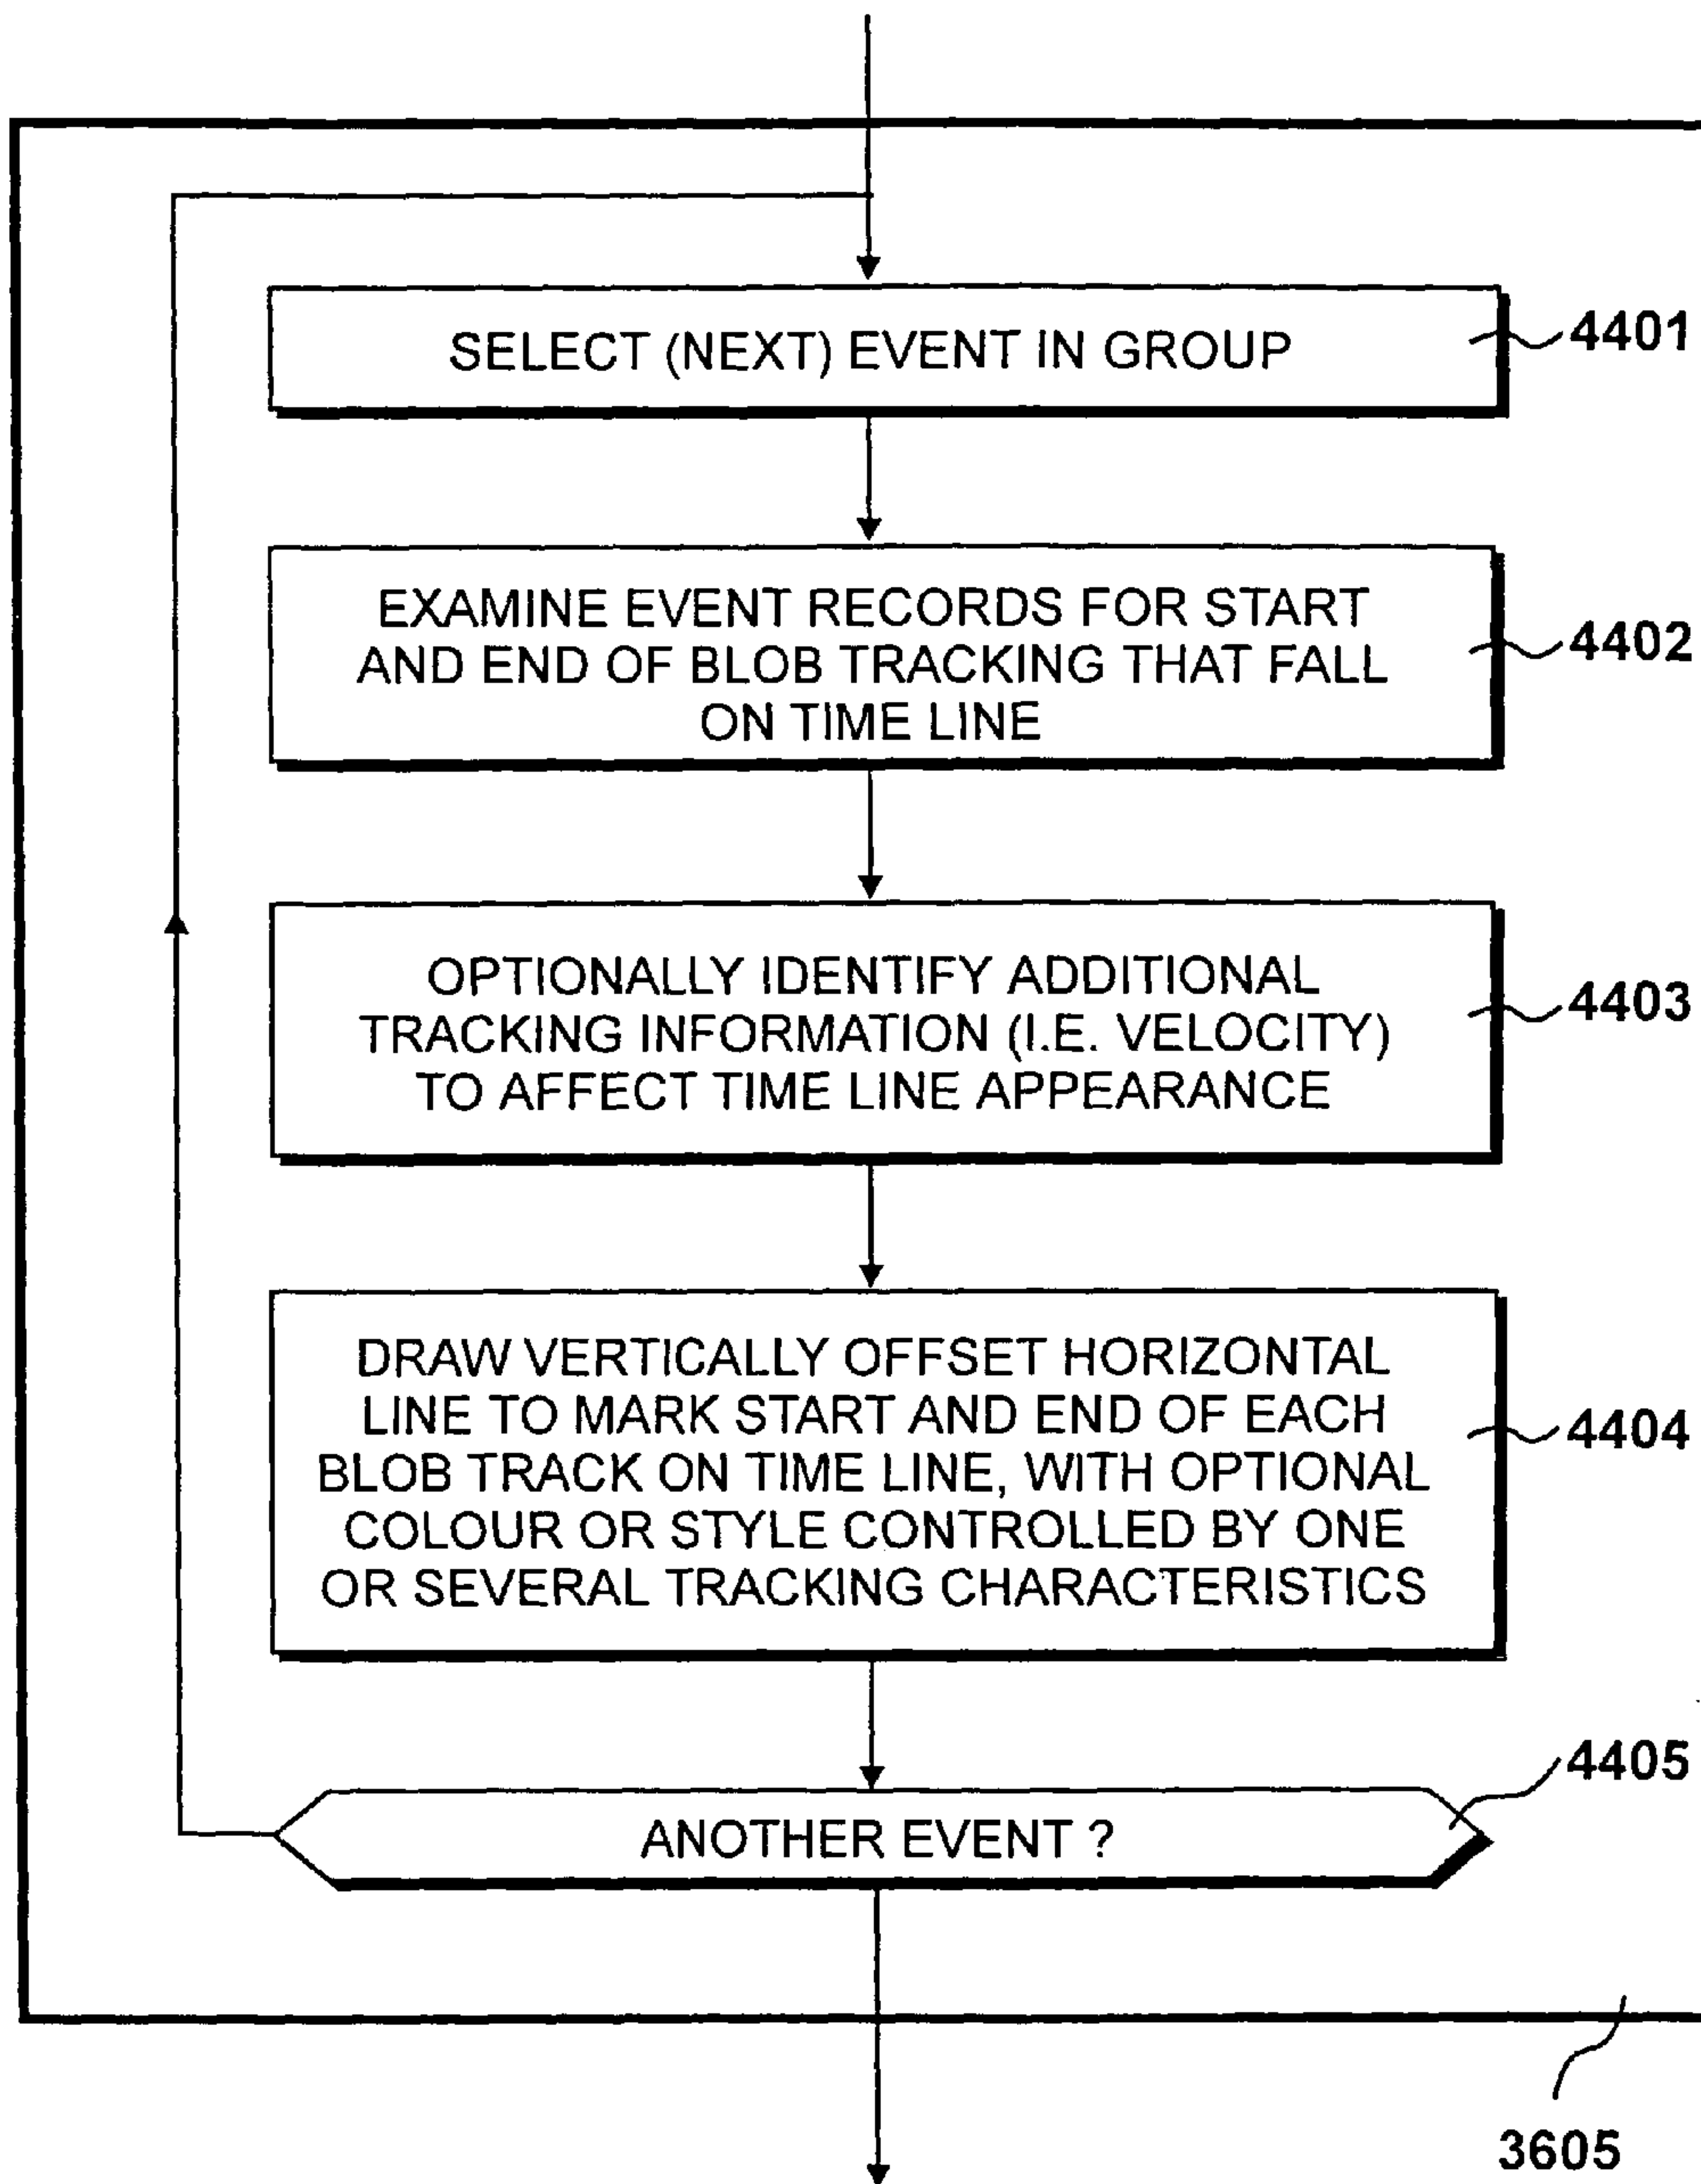 SELECT (NEXT) EVENT IN GROUP
4401
EXAMINE EVENT RECORDS FOR START
AND END OF BLOB TRACKING THAT FALL
ON TIME LINE
4402
OPTIONALLY IDENTIFY ADDITIONAL
TRACKING INFORMATION (I.E. VELOCITY)
TO AFFECT TIME LINE APPEARANCE
4403
DRAW VERTICALLY OFFSET HORIZONTAL
LINE TO MARK START AND END OF EACH
BLOB TRACK ON TIME LINE, WITH OPTIONAL
COLOUR OR STYLE CONTROLLED BY ONE
OR SEVERAL TRACKING CHARACTERISTICS
4404
ANOTHER EVENT ?
4405
3605